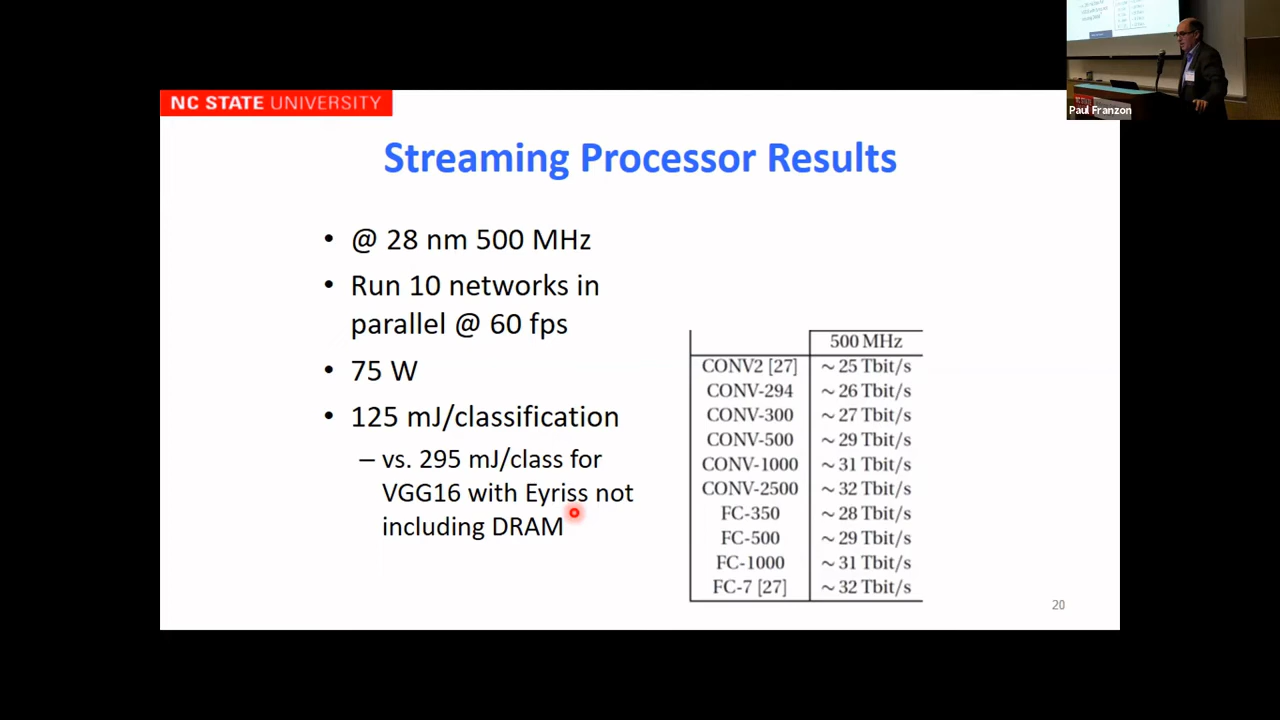 NC STATE UNIVERSITY
Streaming Processor Results
• @ 28 nm 500 MHz
• Run 10 networks in
parallel @ 60 fps
• 75 W
• 125 mJ/classification
– vs. 295 mJ/class for
VGG16 with Eyriss not
including DRAM
500 MHz
CONV2 [27] ~ 25 Tbit/s
CONV-294 ~ 26 Tbit/s
CONV-300 ~ 27 Tbit/s
CONV-500 ~ 29 Tbit/s
CONV-1000 ~ 31 Tbit/s
CONV-2500 ~ 32 Tbit/s
FC-350 ~ 28 Tbit/s
FC-500 ~ 29 Tbit/s
FC-1000 ~ 31 Tbit/s
FC-7 [27] ~ 32 Tbit/s
20
Paul Franzon